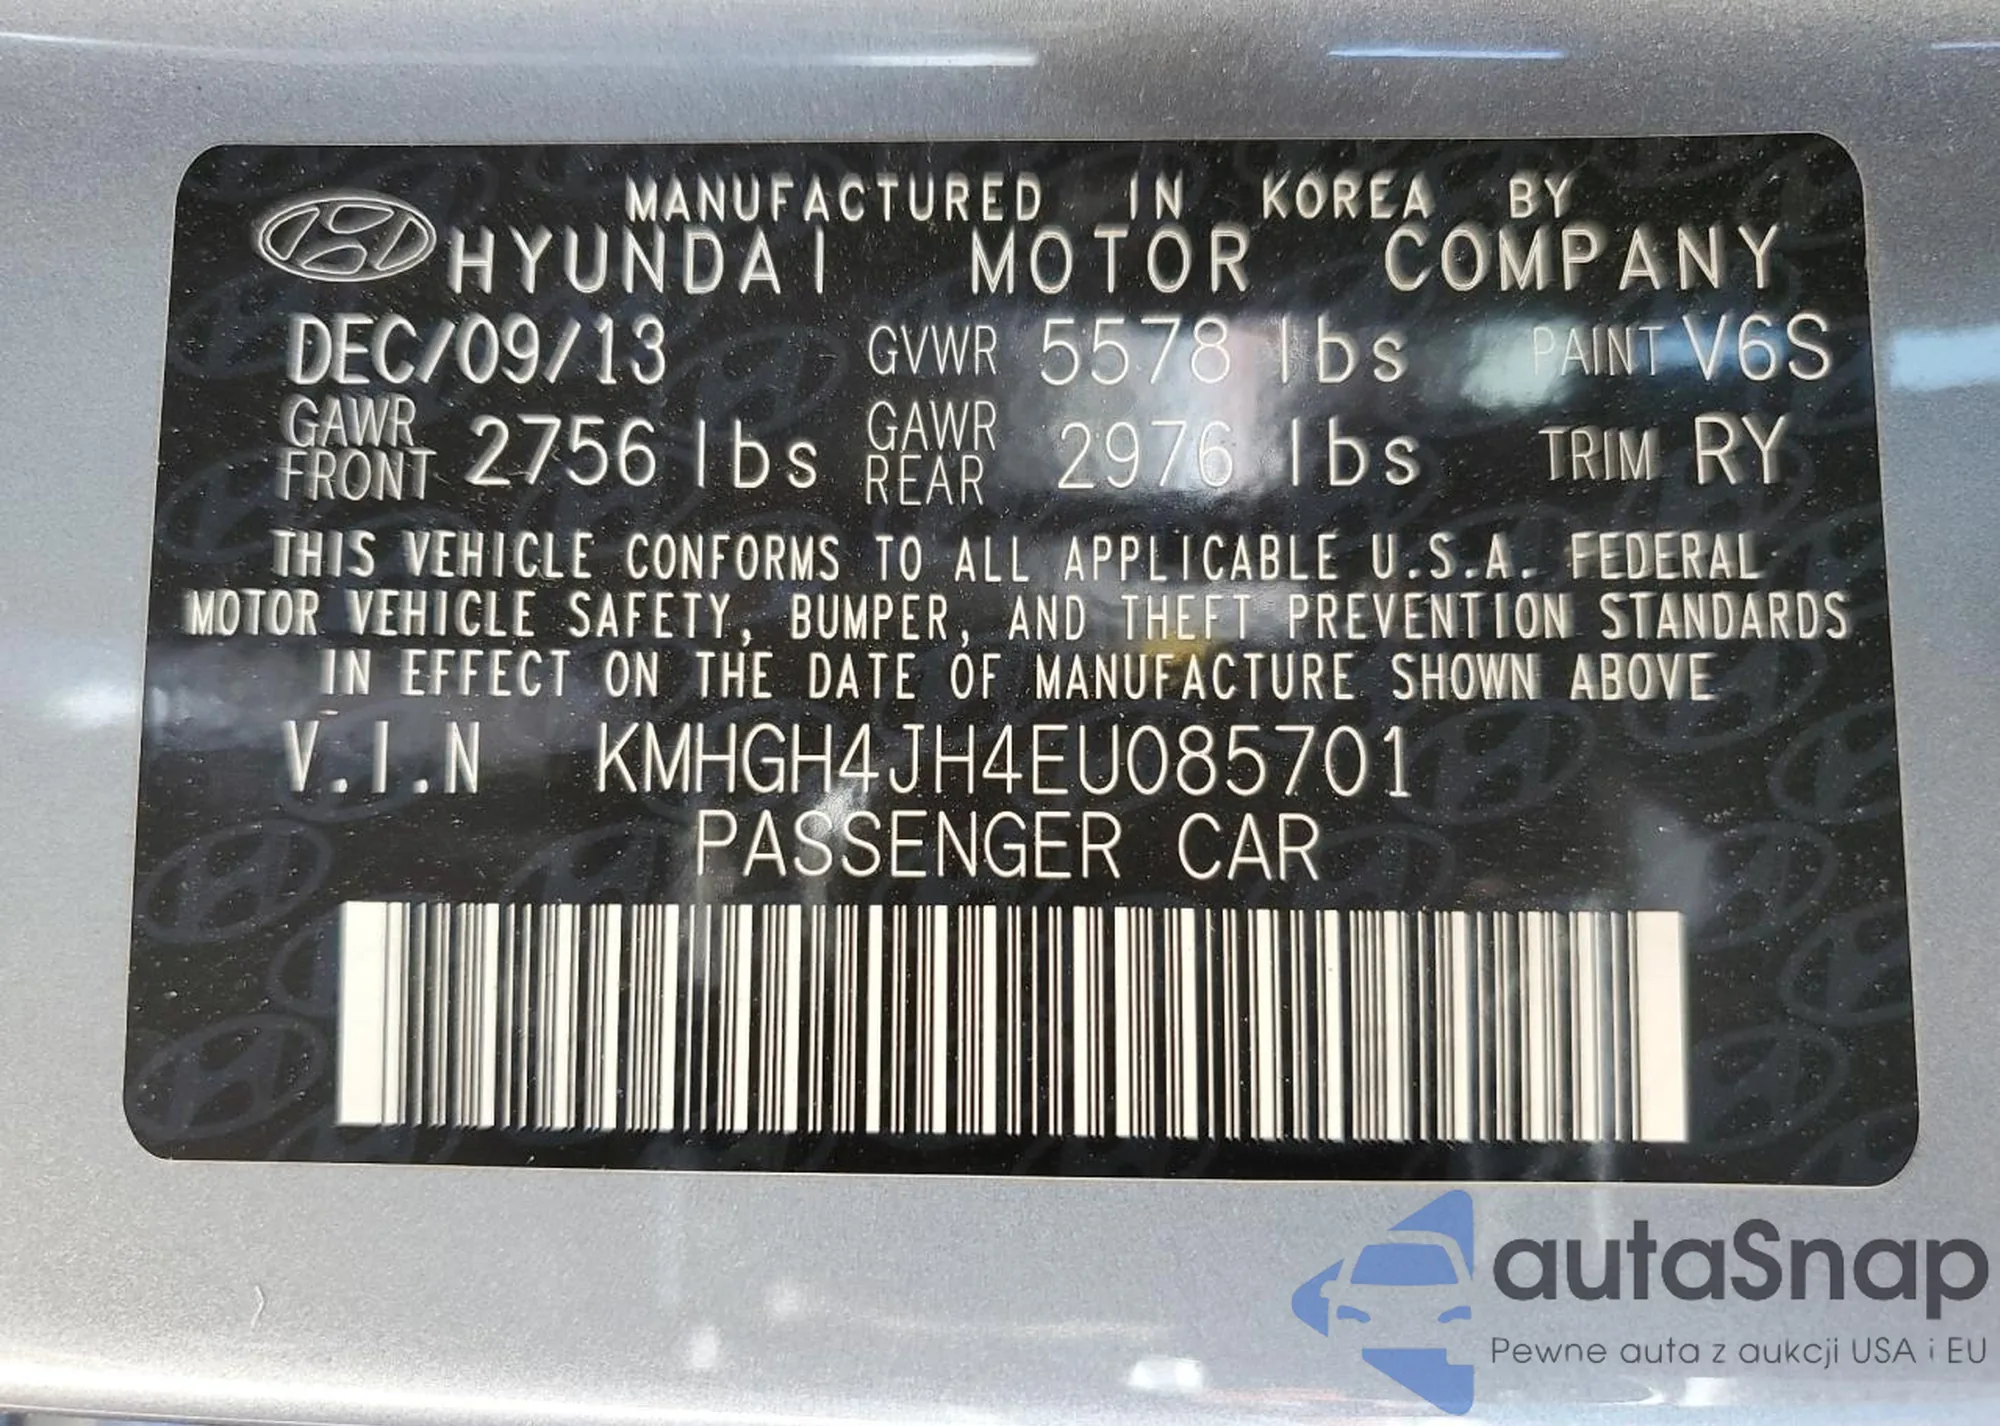 MANUFACTURED IN KOREA BY
HYUNDAI MOTOR COMPANY
DEC/09/13 GVWR 5578 lbs PAINT V6S
GAWR FRONT 2756 lbs GAWR REAR 2976 lbs TRIM RY
THIS VEHICLE CONFORMS TO ALL APPLICABLE U.S.A. FEDERAL
MOTOR VEHICLE SAFETY, BUMPER, AND THEFT PREVENTION STANDARDS
IN EFFECT ON THE DATE OF MANUFACTURE SHOWN ABOVE
V.I.N KMHGH4JH4EU085701
PASSENGER CAR
autaSnap
Pewne auta z aukcji USA i EU